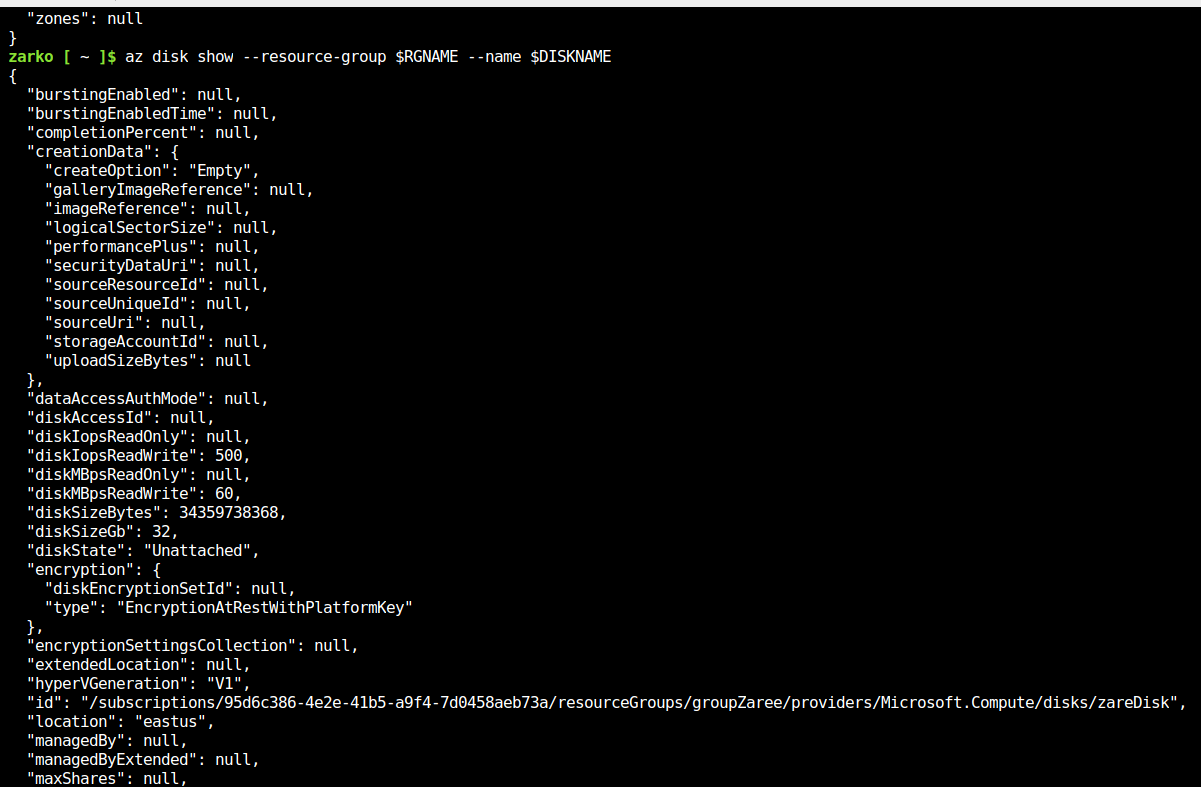 "zones": null
}
zarko [ ~ ]$ az disk show --resource-group $RGNAME --name $DISKNAME
{
"burstingEnabled": null,
"burstingEnabledTime": null,
"completionPercent": null,
"creationData": {
"createOption": "Empty",
"galleryImageReference": null,
"imageReference": null,
"logicalSectorSize": null,
"performancePlus": null,
"securityDataUri": null,
"sourceResourceId": null,
"sourceUniqueId": null,
"sourceUri": null,
"storageAccountId": null,
"uploadSizeBytes": null
},
"dataAccessAuthMode": null,
"diskAccessId": null,
"diskIopsReadOnly": null,
"diskIopsReadWrite": 500,
"diskMBpsReadOnly": null,
"diskMBpsReadWrite": 60,
"diskSizeBytes": 34359738368,
"diskSizeGb": 32,
"diskState": "Unattached",
"encryption": {
"diskEncryptionSetId": null,
"type": "EncryptionAtRestWithPlatformKey"
},
"encryptionSettingsCollection": null,
"extendedLocation": null,
"hyperVGeneration": "V1",
"id": "/subscriptions/95d6c386-4e2e-41b5-a9f4-7d0458aeb73a/resourceGroups/groupZaree/providers/Microsoft.Compute/disks/zareDisk",
"location": "eastus",
"managedBy": null,
"managedByExtended": null,
"maxShares": null,